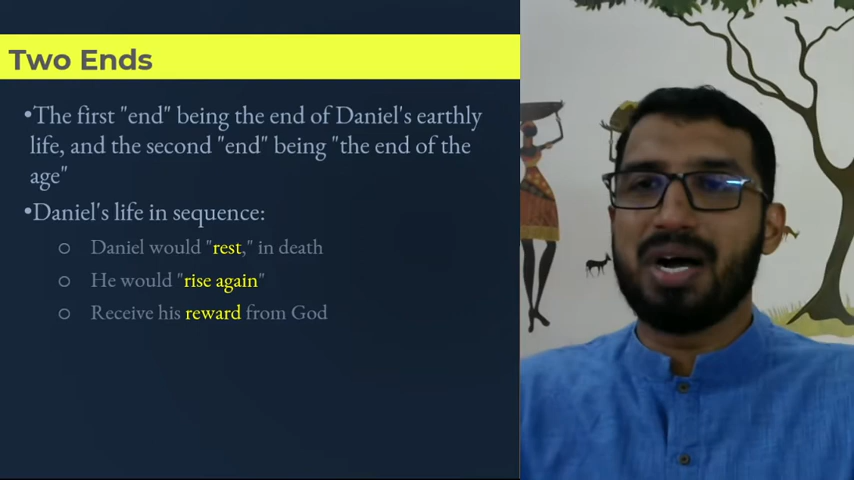 Two Ends
•The first "end" being the end of Daniel's earthly
life, and the second "end" being "the end of the
age"
•Daniel's life in sequence:
○ Daniel would "rest," in death
○ He would "rise again"
○ Receive his reward from God